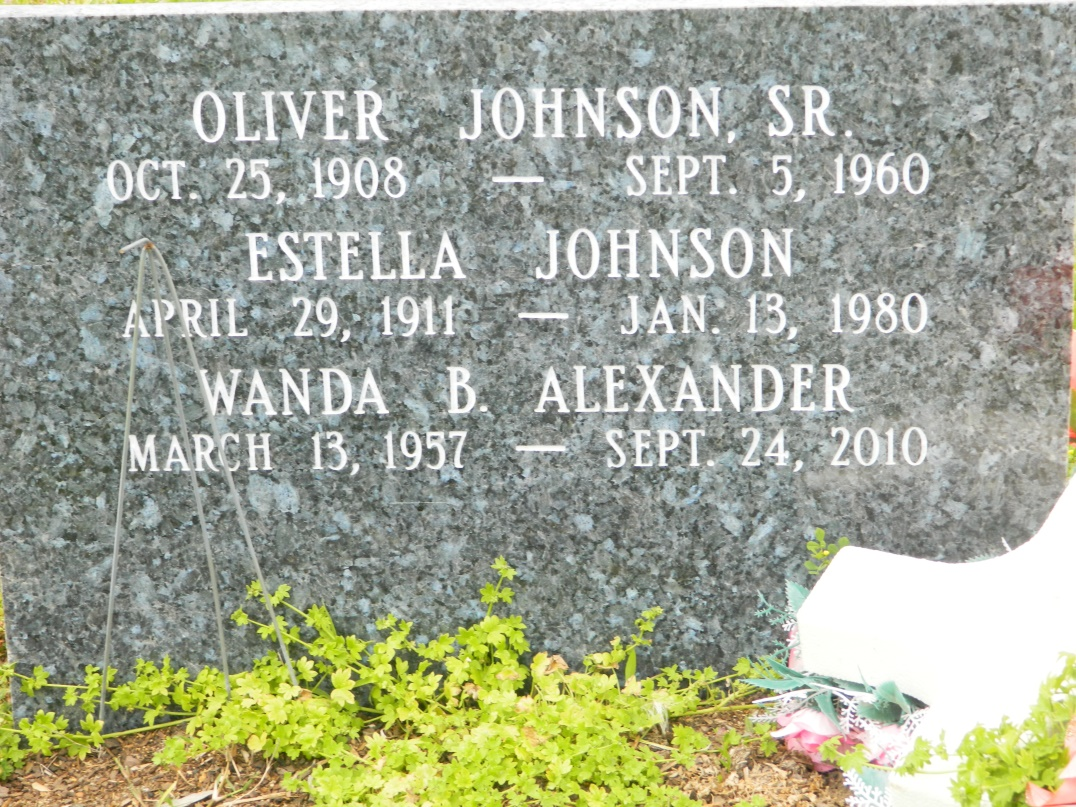 OLIVER JOHNSON, SR.
OCT. 25, 1908 — SEPT. 5, 1960
ESTELLA JOHNSON
APRIL 29, 1911 — JAN. 13, 1980
WANDA B. ALEXANDER
MARCH 13, 1957 — SEPT. 24, 2010